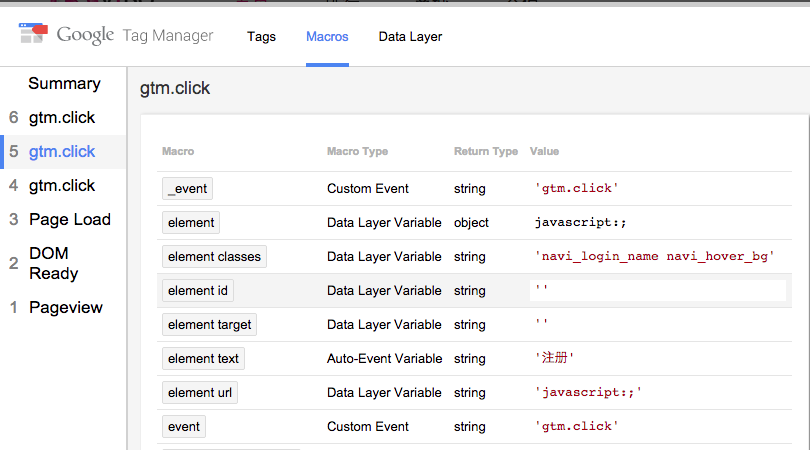 Google Tag Manager Tags Macros Data Layer
Summary
6 gtm.click
5 gtm.click
4 gtm.click
3 Page Load
2 DOM
Ready
1 Pageview
gtm.click
Macro Macro Type Return Type Value
_event Custom Event string 'gtm.click'
element Data Layer Variable object javascript:;
element classes Data Layer Variable string 'navi_login_name navi_hover_bg'
element id Data Layer Variable string ''
element target Data Layer Variable string ''
element text Auto-Event Variable string '注册'
element url Data Layer Variable string 'javascript:;'
event Custom Event string 'gtm.click'